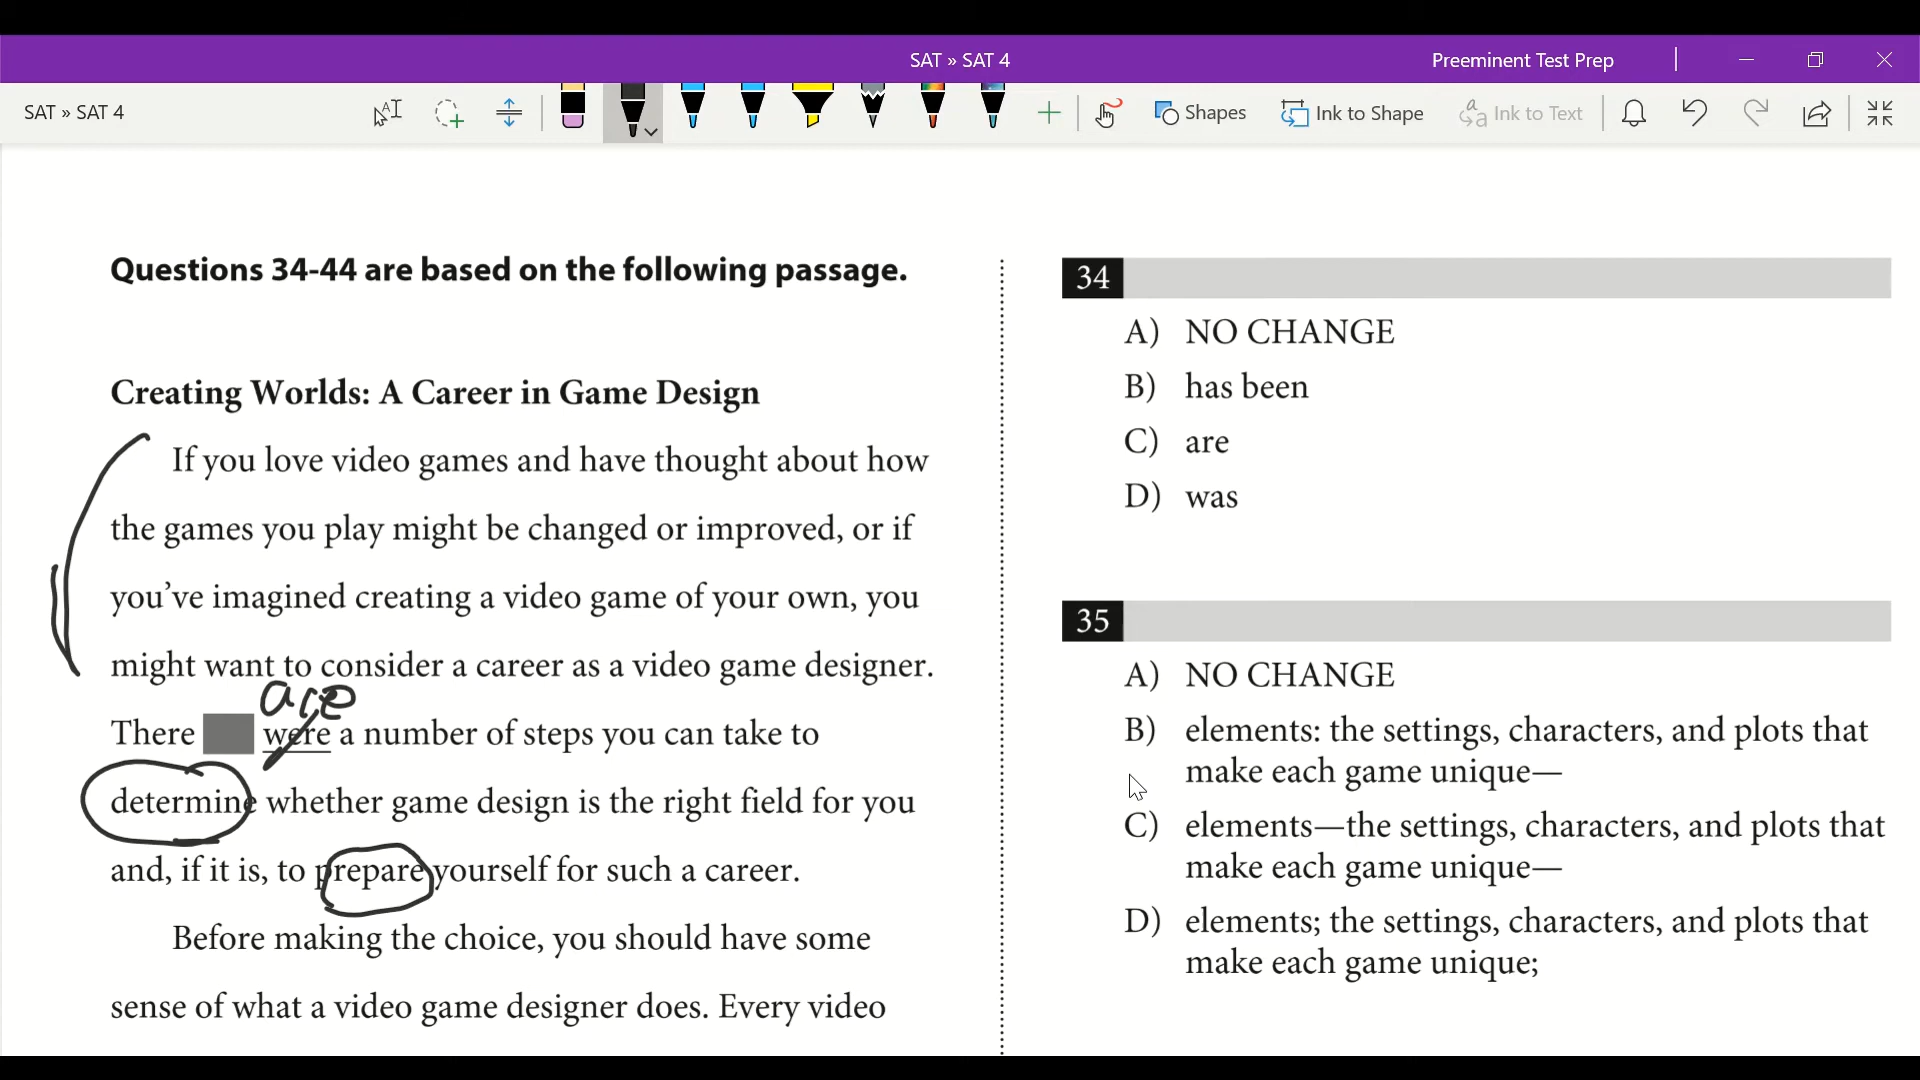 SAT » SAT 4
Preeminent Test Prep
SAT » SAT 4
Shapes
Ink to Shape
Ink to Text
Questions 34-44 are based on the following passage.
Creating Worlds: A Career in Game Design
If you love video games and have thought about how
the games you play might be changed or improved, or if
you’ve imagined creating a video game of your own, you
might want to consider a career as a video game designer.
are
There were a number of steps you can take to
determine whether game design is the right field for you
and, if it is, to prepare yourself for such a career.
Before making the choice, you should have some
sense of what a video game designer does. Every video
34
A) NO CHANGE
B) has been
C) are
D) was
35
A) NO CHANGE
B) elements: the settings, characters, and plots that
make each game unique—
C) elements—the settings, characters, and plots that
make each game unique—
D) elements; the settings, characters, and plots that
make each game unique;